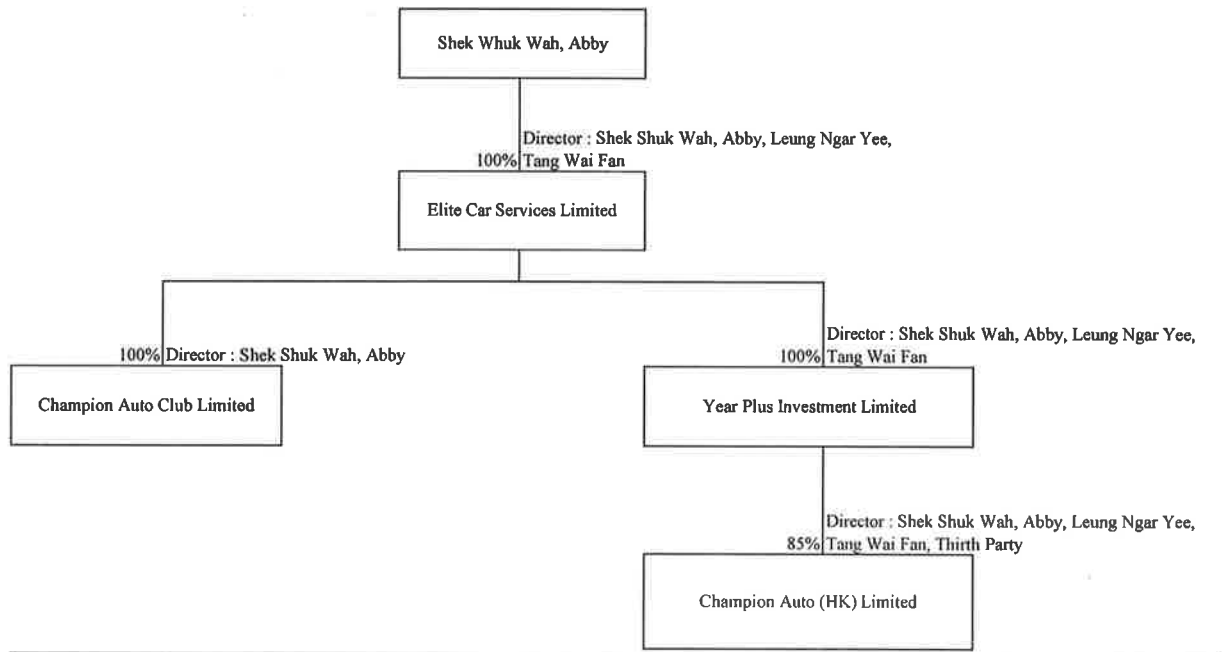 Shek Whuk Wah, Abby
Director : Shek Shuk Wah, Abby, Leung Ngar Yee,
100% Tang Wai Fan
Elite Car Services Limited
100% Director : Shek Shuk Wah, Abby
Champion Auto Club Limited
Director : Shek Shuk Wah, Abby, Leung Ngar Yee,
100% Tang Wai Fan
Year Plus Investment Limited
Director : Shek Shuk Wah, Abby, Leung Ngar Yee,
85% Tang Wai Fan, Thirth Party
Champion Auto (HK) Limited